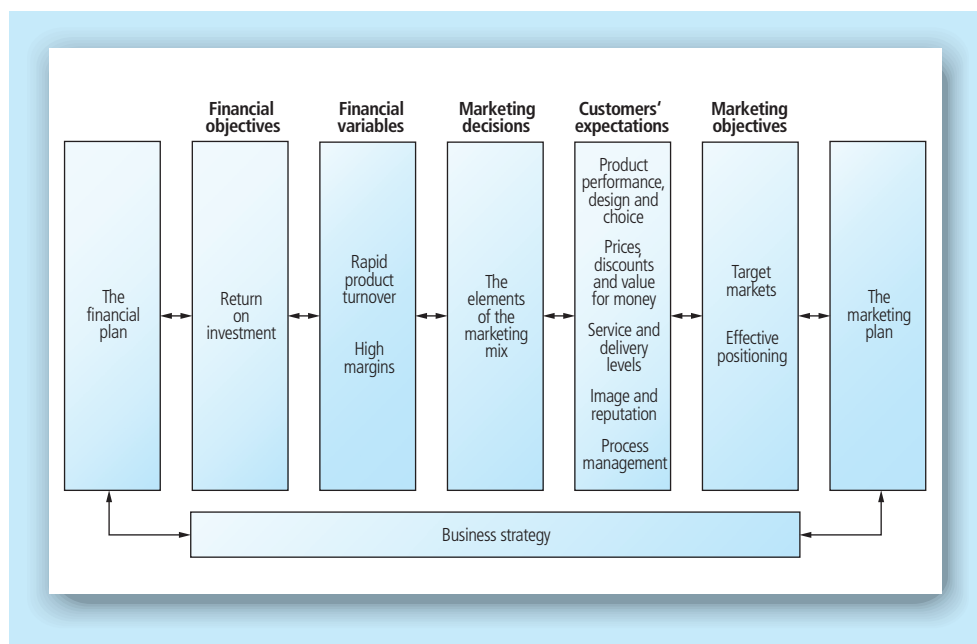 Financial
objectives
Financial
variables
Marketing
decisions
Customers’
expectations
Marketing
objectives
The
financial
plan
Return
on
investment
Rapid
product
turnover
High
margins
The
elements
of the
marketing
mix
Product
performance,
design and
choice
Prices,
discounts
and value
for money
Service and
delivery
levels
Image and
reputation
Process
management
Target
markets
Effective
positioning
The
marketing
plan
Business strategy